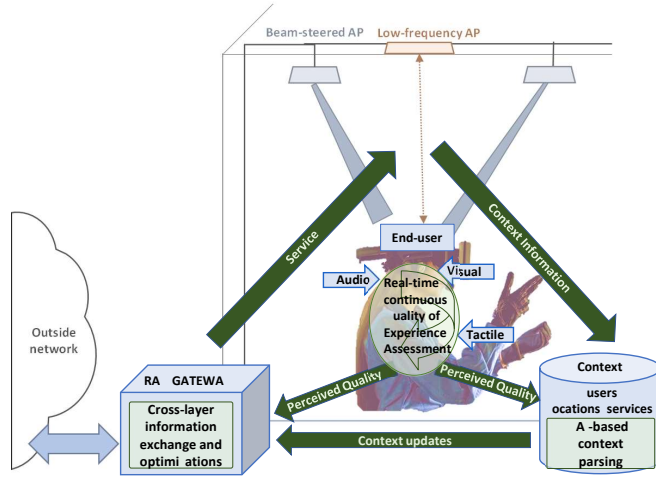 Beam-steered AP
Low-frequency AP
Service
Context Information
End-user
Audio
Visual
Real-time
continuous
uality of
Experience
Assessment
Tactile
Outside
network
RA GATEWA
Cross-layer
information
exchange and
optimi ations
Perceived Quality
Perceived Quality
Context updates
Context
users
ocations services
A -based
context
parsing